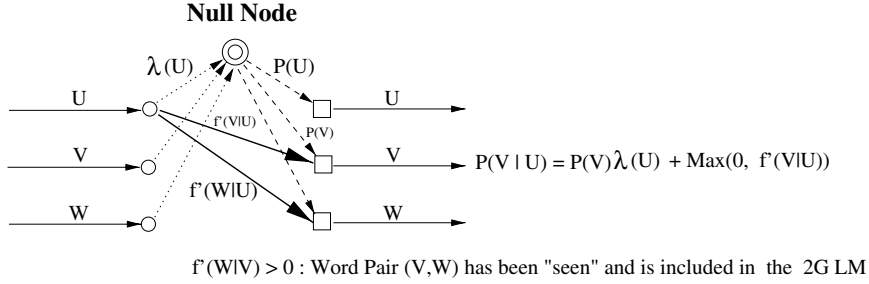 Null Node
λ(U)
P(U)
U
U
f'(V|U)
P(V)
V
V
P(V | U) = P(V)λ(U) + Max(0, f'(V|U))
f'(W|U)
W
W
f'(W|V) > 0 : Word Pair (V,W) has been "seen" and is included in the 2G LM